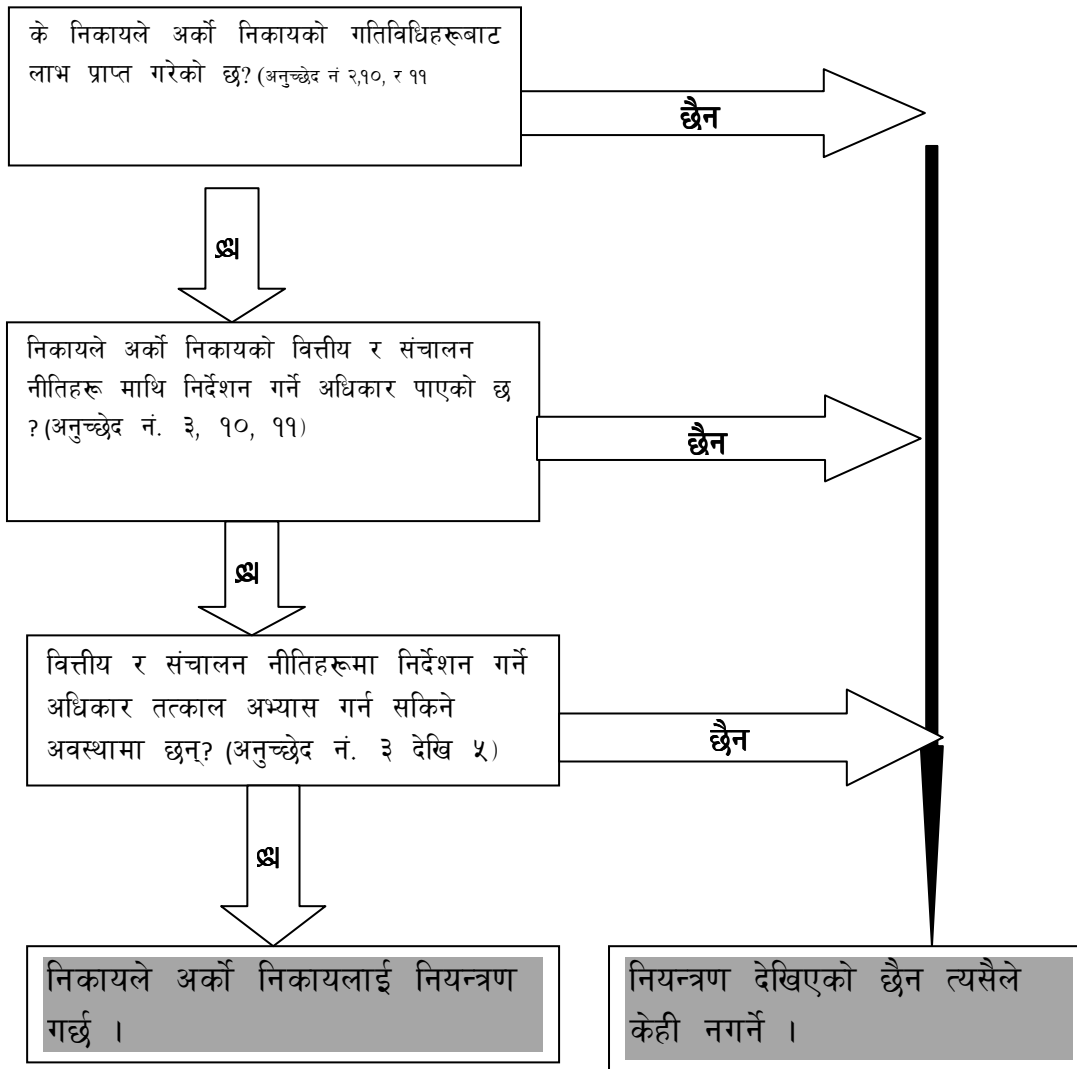 के निकायले अर्को निकायको गतिविधिहरूबाट
लाभ प्राप्त गरेको छ? (अनुच्छेद नं २,१०, र ११
छैन
छ
निकायले अर्को निकायको वित्तीय र संचालन
नीतिहरू माथि निर्देशन गर्ने अधिकार पाएको छ
? (अनुच्छेद नं. ३, १०, ११)
छैन
छ
वित्तीय र संचालन नीतिहरूमा निर्देशन गर्ने
अधिकार तत्काल अभ्यास गर्न सकिने
अवस्थामा छन्? (अनुच्छेद नं. ३ देखि ५)
छैन
छ
निकायले अर्को निकायलाई नियन्त्रण
गर्छ ।
नियन्त्रण देखिएको छैन त्यसैले
केही नगर्ने ।